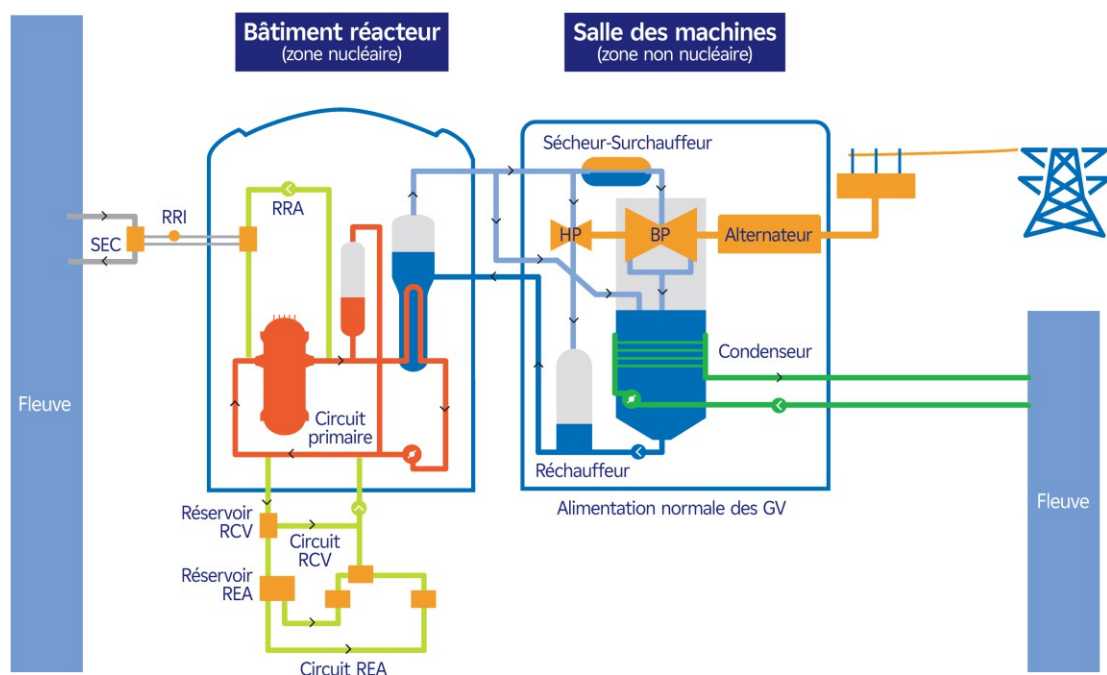 Bâtiment réacteur
(zone nucléaire)
Salle des machines
(zone non nucléaire)
Sécheur-Surchauffeur
RRI
RRA
SEC
HP
BP
Alternateur
Condenseur
Fleuve
Circuit
primaire
Réchauffeur
Fleuve
Alimentation normale des GV
Réservoir
RCV
Circuit
RCV
Réservoir
REA
Circuit REA